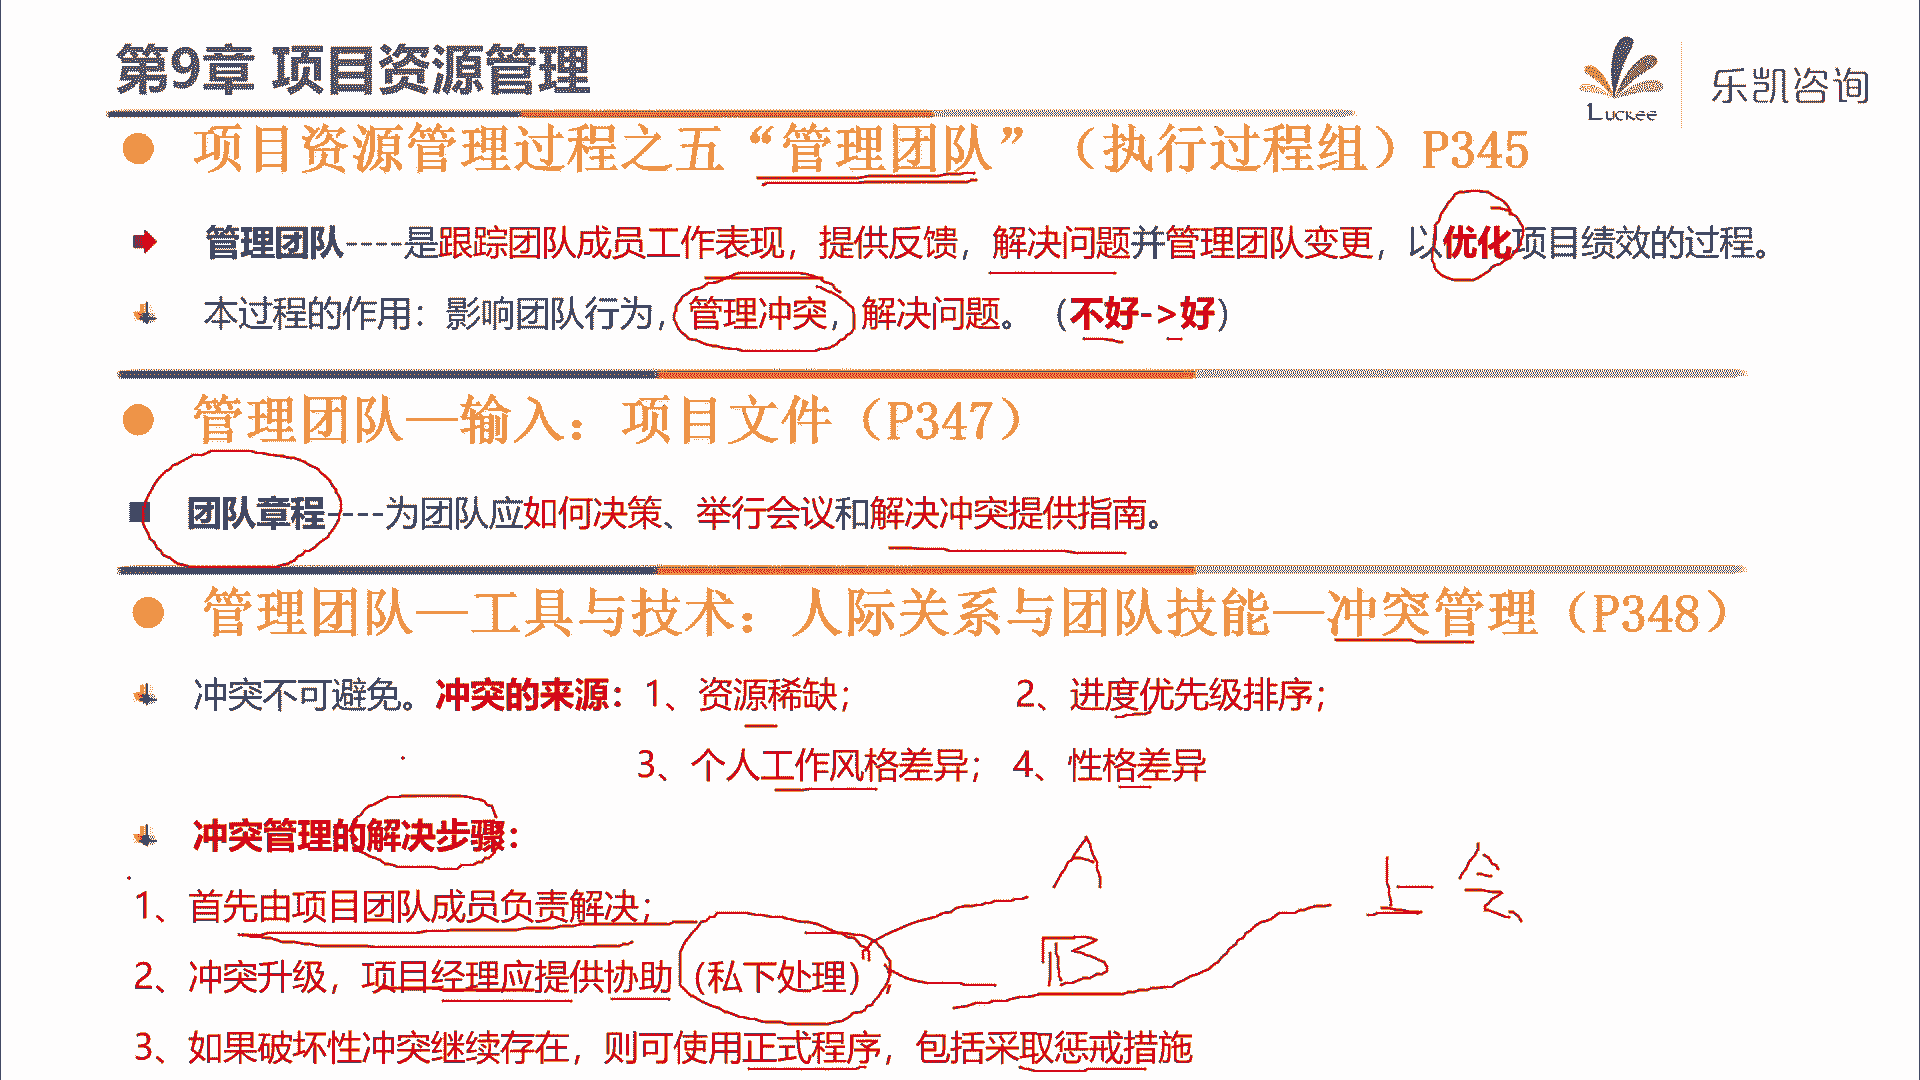 第9章 项目资源管理
Luckee
乐凯咨询
项目资源管理过程之五“管理团队”（执行过程组）P345
管理团队----是跟踪团队成员工作表现，提供反馈，解决问题并管理团队变更，以优化项目绩效的过程。
本过程的作用：影响团队行为，管理冲突，解决问题。（不好->好）
管理团队—输入：项目文件（P347）
团队章程----为团队应如何决策、举行会议和解决冲突提供指南。
管理团队—工具与技术：人际关系与团队技能—冲突管理（P348）
冲突不可避免。冲突的来源：1、资源稀缺； 2、进度优先级排序；
3、个人工作风格差异； 4、性格差异
冲突管理的解决步骤：
A
上会
1、首先由项目团队成员负责解决；
B
2、冲突升级，项目经理应提供协助（私下处理）；
3、如果破坏性冲突继续存在，则可使用正式程序，包括采取惩戒措施